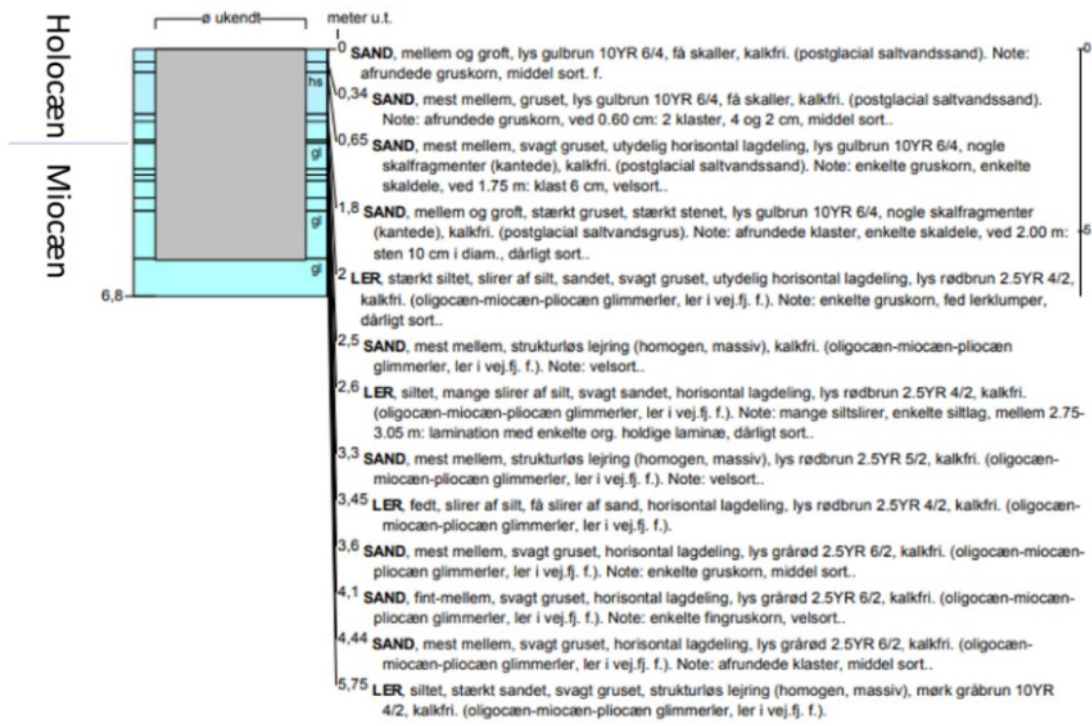 Holocæn Miocæn
ø ukendt
meter u.t.
hs
gl
gl
gl
6,8
0
5
0 SAND, mellem og groft, lys gulbrun 10YR 6/4, få skaller, kalkfri. (postglacial saltvandssand). Note:
afrundede gruskorn, middel sort. f.
0,34 SAND, mest mellem, gruset, lys gulbrun 10YR 6/4, få skaller, kalkfri. (postglacial saltvandssand).
Note: afrundede gruskorn, ved 0.60 cm: 2 klaster, 4 og 2 cm, middel sort..
0,65 SAND, mest mellem, svagt gruset, utydelig horisontal lagdeling, lys gulbrun 10YR 6/4, nogle
skalfragmenter (kantede), kalkfri. (postglacial saltvandssand). Note: enkelte gruskorn, enkelte
skaldele, ved 1.75 m: klast 6 cm, velsort..
1,8 SAND, mellem og groft, stærkt gruset, stærkt stenet, lys gulbrun 10YR 6/4, nogle skalfragmenter
(kantede), kalkfri. (postglacial saltvandsgrus). Note: afrundede klaster, enkelte skaldele, ved 2.00 m:
sten 10 cm i diam., dårligt sort..
2 LER, stærkt siltet, slirer af silt, sandet, svagt gruset, utydelig horisontal lagdeling, lys rødbrun 2.5YR 4/2,
kalkfri. (oligocæn-miocæn-pliocæn glimmerler, ler i vej.fj. f.). Note: enkelte gruskorn, fed lerklumper,
dårligt sort..
2,5 SAND, mest mellem, strukturløs lejring (homogen, massiv), kalkfri. (oligocæn-miocæn-pliocæn
glimmerler, ler i vej.fj. f.). Note: velsort..
2,6 LER, siltet, mange slirer af silt, svagt sandet, horisontal lagdeling, lys rødbrun 2.5YR 4/2, kalkfri.
(oligocæn-miocæn-pliocæn glimmerler, ler i vej.fj. f.). Note: mange siltslirer, enkelte siltlag, mellem 2.75-
3.05 m: lamination med enkelte org. holdige laminæ, dårligt sort..
3,3 SAND, mest mellem, strukturløs lejring (homogen, massiv), lys rødbrun 2.5YR 5/2, kalkfri. (oligocæn-
miocæn-pliocæn glimmerler, ler i vej.fj. f.). Note: velsort..
3,45 LER, fedt, slirer af silt, få slirer af sand, horisontal lagdeling, lys rødbrun 2.5YR 4/2, kalkfri. (oligocæn-
miocæn-pliocæn glimmerler, ler i vej.fj. f.).
3,6 SAND, mest mellem, svagt gruset, horisontal lagdeling, lys grårød 2.5YR 6/2, kalkfri. (oligocæn-miocæn-
pliocæn glimmerler, ler i vej.fj. f.). Note: enkelte gruskorn, middel sort..
4,1 SAND, fint-mellem, svagt gruset, horisontal lagdeling, lys grårød 2.5YR 6/2, kalkfri. (oligocæn-miocæn-
pliocæn glimmerler, ler i vej.fj. f.). Note: enkelte fingruskorn, velsort..
4,44 SAND, mest mellem, svagt gruset, horisontal lagdeling, lys grårød 2.5YR 6/2, kalkfri. (oligocæn-
miocæn-pliocæn glimmerler, ler i vej.fj. f.). Note: afrundede klaster, middel sort..
5,75 LER, siltet, stærkt sandet, svagt gruset, strukturløs lejring (homogen, massiv), mørk gråbrun 10YR
4/2, kalkfri. (oligocæn-miocæn-pliocæn glimmerler, ler i vej.fj. f.).